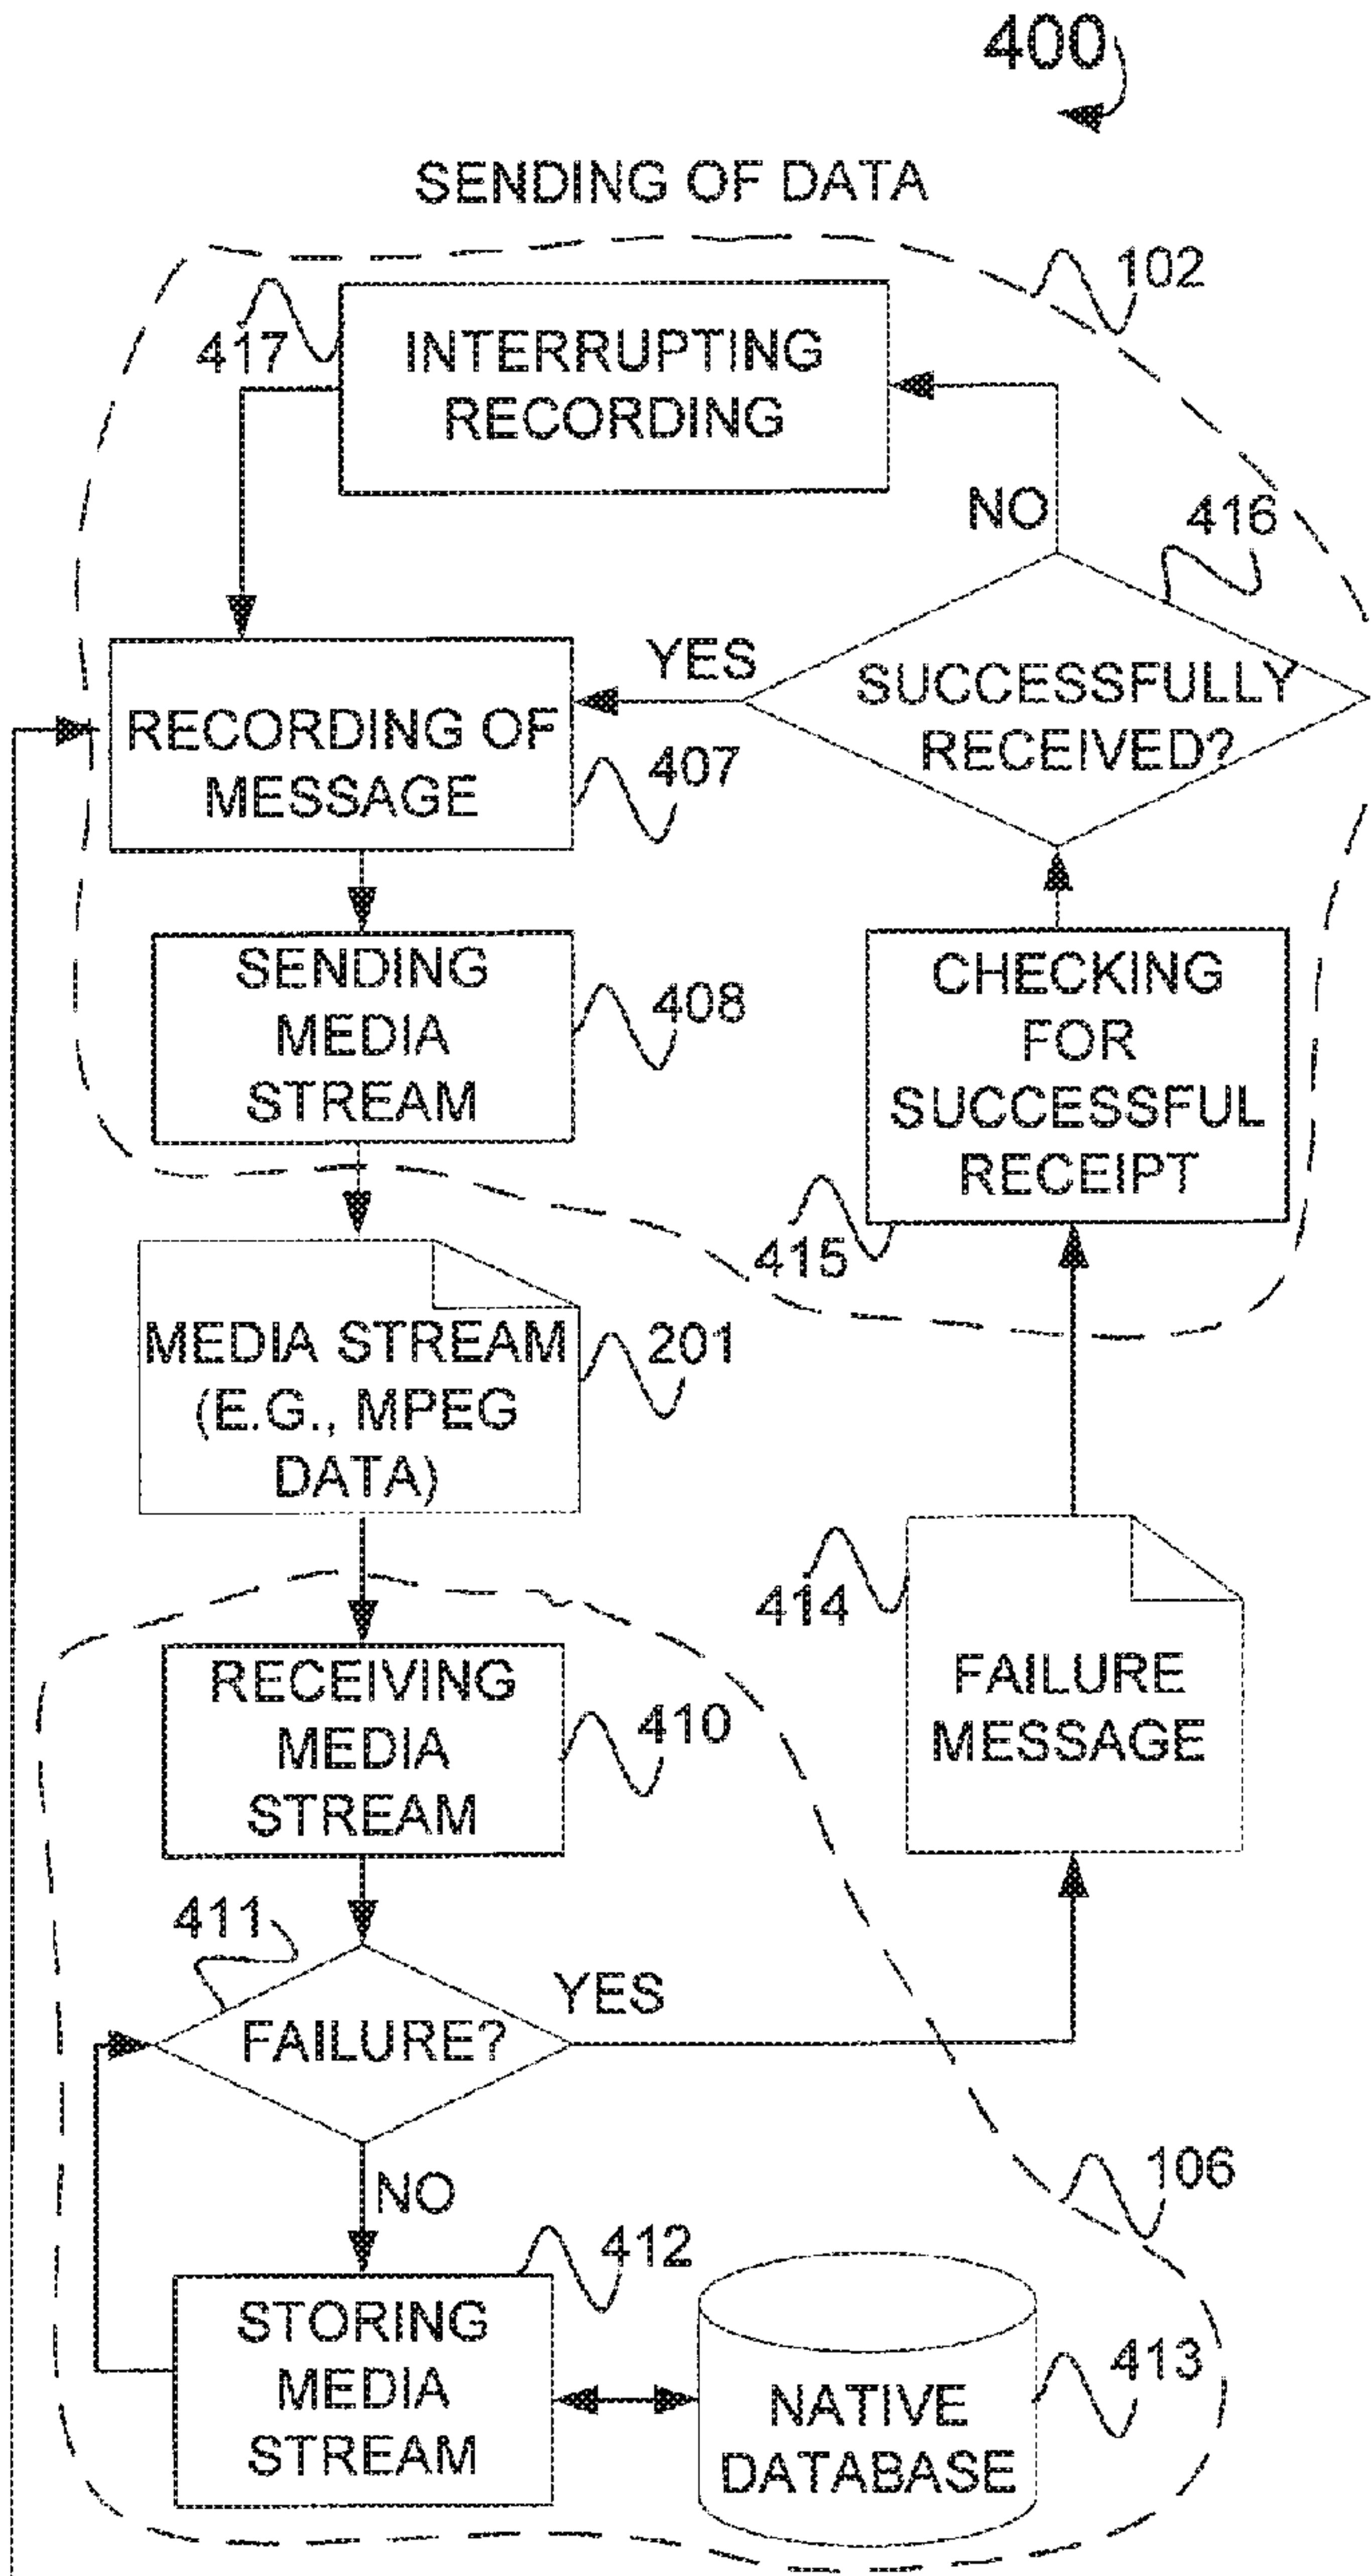 400
SENDING OF DATA
102
417
INTERRUPTING
RECORDING
NO
416
YES
SUCCESSFULLY
RECEIVED?
RECORDING OF
MESSAGE
407
SENDING
MEDIA
STREAM
408
CHECKING
FOR
SUCCESSFUL
RECEIPT
415
MEDIA STREAM
(E.G., MPEG
DATA)
201
414
FAILURE
MESSAGE
RECEIVING
MEDIA
STREAM
410
411
FAILURE?
YES
NO
106
412
STORING
MEDIA
STREAM
NATIVE
DATABASE
413